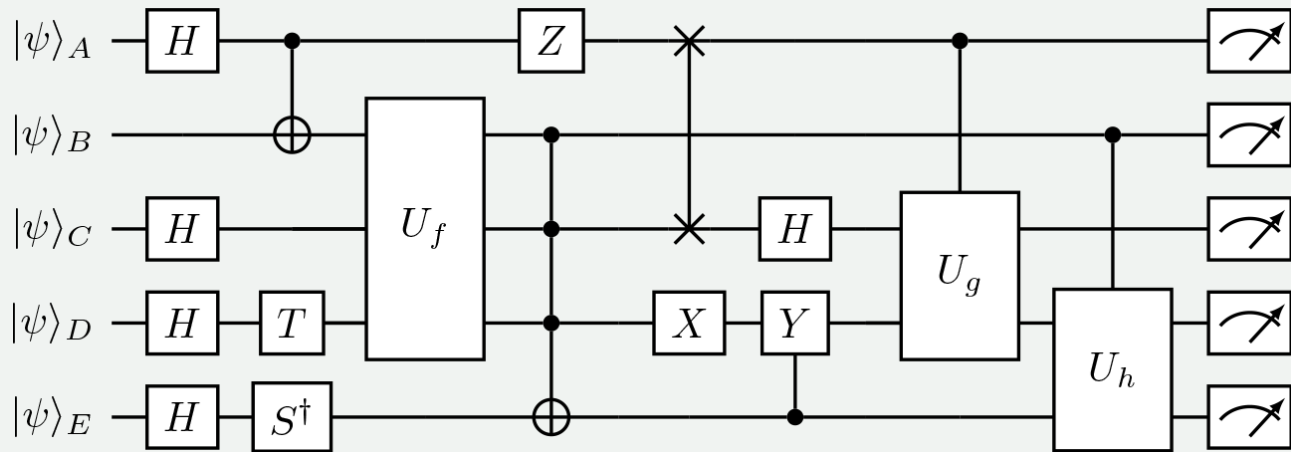 |ψ⟩_A H Z
|ψ⟩_B
|ψ⟩_C H U_f H
|ψ⟩_D H T X Y U_g
|ψ⟩_E H S† U_h